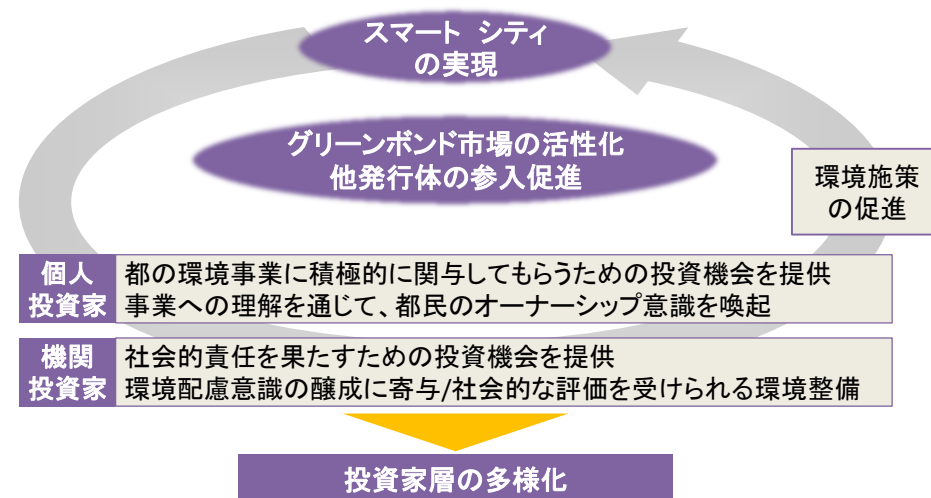 スマート シティ
の実現
グリーンボンド市場の活性化
他発行体の参入促進
環境施策
の促進
個人
投資家
都の環境事業に積極的に関与してもらうための投資機会を提供
事業への理解を通じて、都民のオーナーシップ意識を喚起
機関
投資家
社会的責任を果たすための投資機会を提供
環境配慮意識の醸成に寄与/社会的な評価を受けられる環境整備
投資家層の多様化